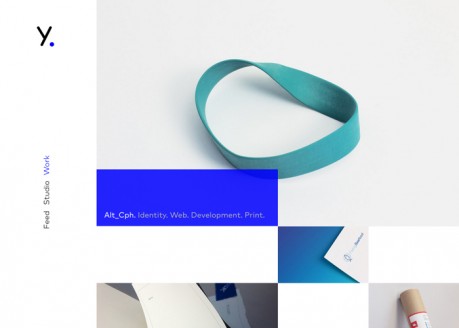 y.
Feed Studio Work
Alt_Cph. Identity. Web. Development. Print.